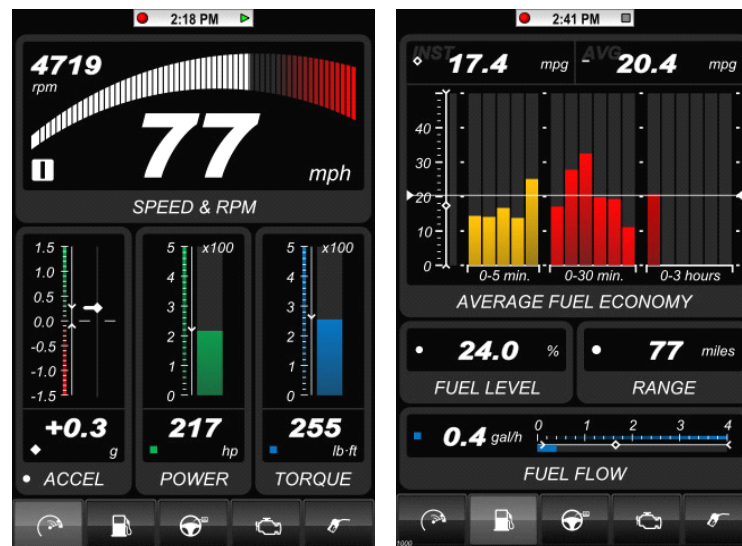 2:18 PM
4719
rpm
77
mph
SPEED & RPM
1.5
1.0
0.5
0.0
-0.5
-1.0
-1.5
+0.3
g
ACCEL
5 x100
4
3
2
1
0
217
hp
POWER
5 x100
4
3
2
1
0
255
lb·ft
TORQUE
2:41 PM
INST 17.4 mpg
AVG 20.4 mpg
40
30
20
10
0
0-5 min. 0-30 min. 0-3 hours
AVERAGE FUEL ECONOMY
24.0 %
FUEL LEVEL
77 miles
RANGE
0.4 gal/h
0 1 2 3 4
FUEL FLOW
1000